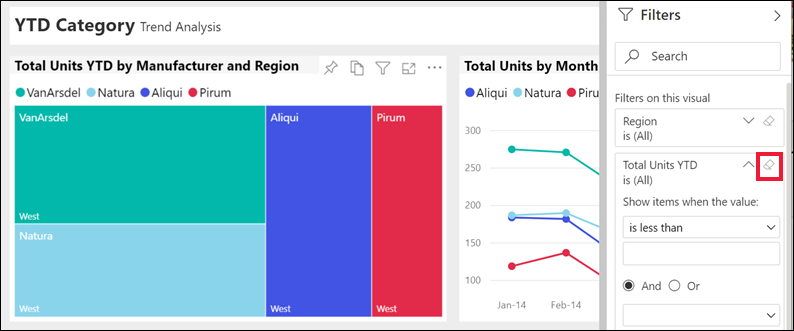 YTD Category Trend Analysis
Total Units YTD by Manufacturer and Region
VanArsdel Natura Aliqui Pirum
VanArsdel
West
Natura
West
Aliqui
West
Pirum
West
Total Units by Month
Aliqui Natura Pirum
300
250
200
150
100
Jan-14 Feb-14
Filters
Search
Filters on this visual
Region
is (All)
Total Units YTD
is (All)
Show items when the value:
is less than
And Or